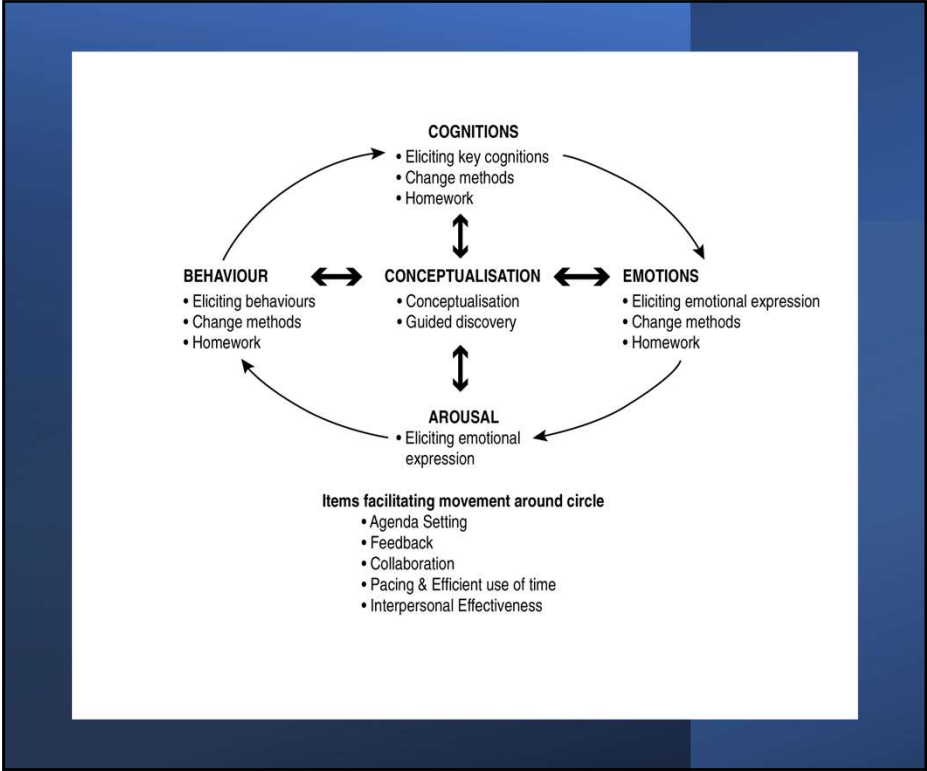 COGNITIONS
• Eliciting key cognitions
• Change methods
• Homework
BEHAVIOUR
• Eliciting behaviours
• Change methods
• Homework
CONCEPTUALISATION
• Conceptualisation
• Guided discovery
EMOTIONS
• Eliciting emotional expression
• Change methods
• Homework
AROUSAL
• Eliciting emotional
expression
Items facilitating movement around circle
• Agenda Setting
• Feedback
• Collaboration
• Pacing & Efficient use of time
• Interpersonal Effectiveness